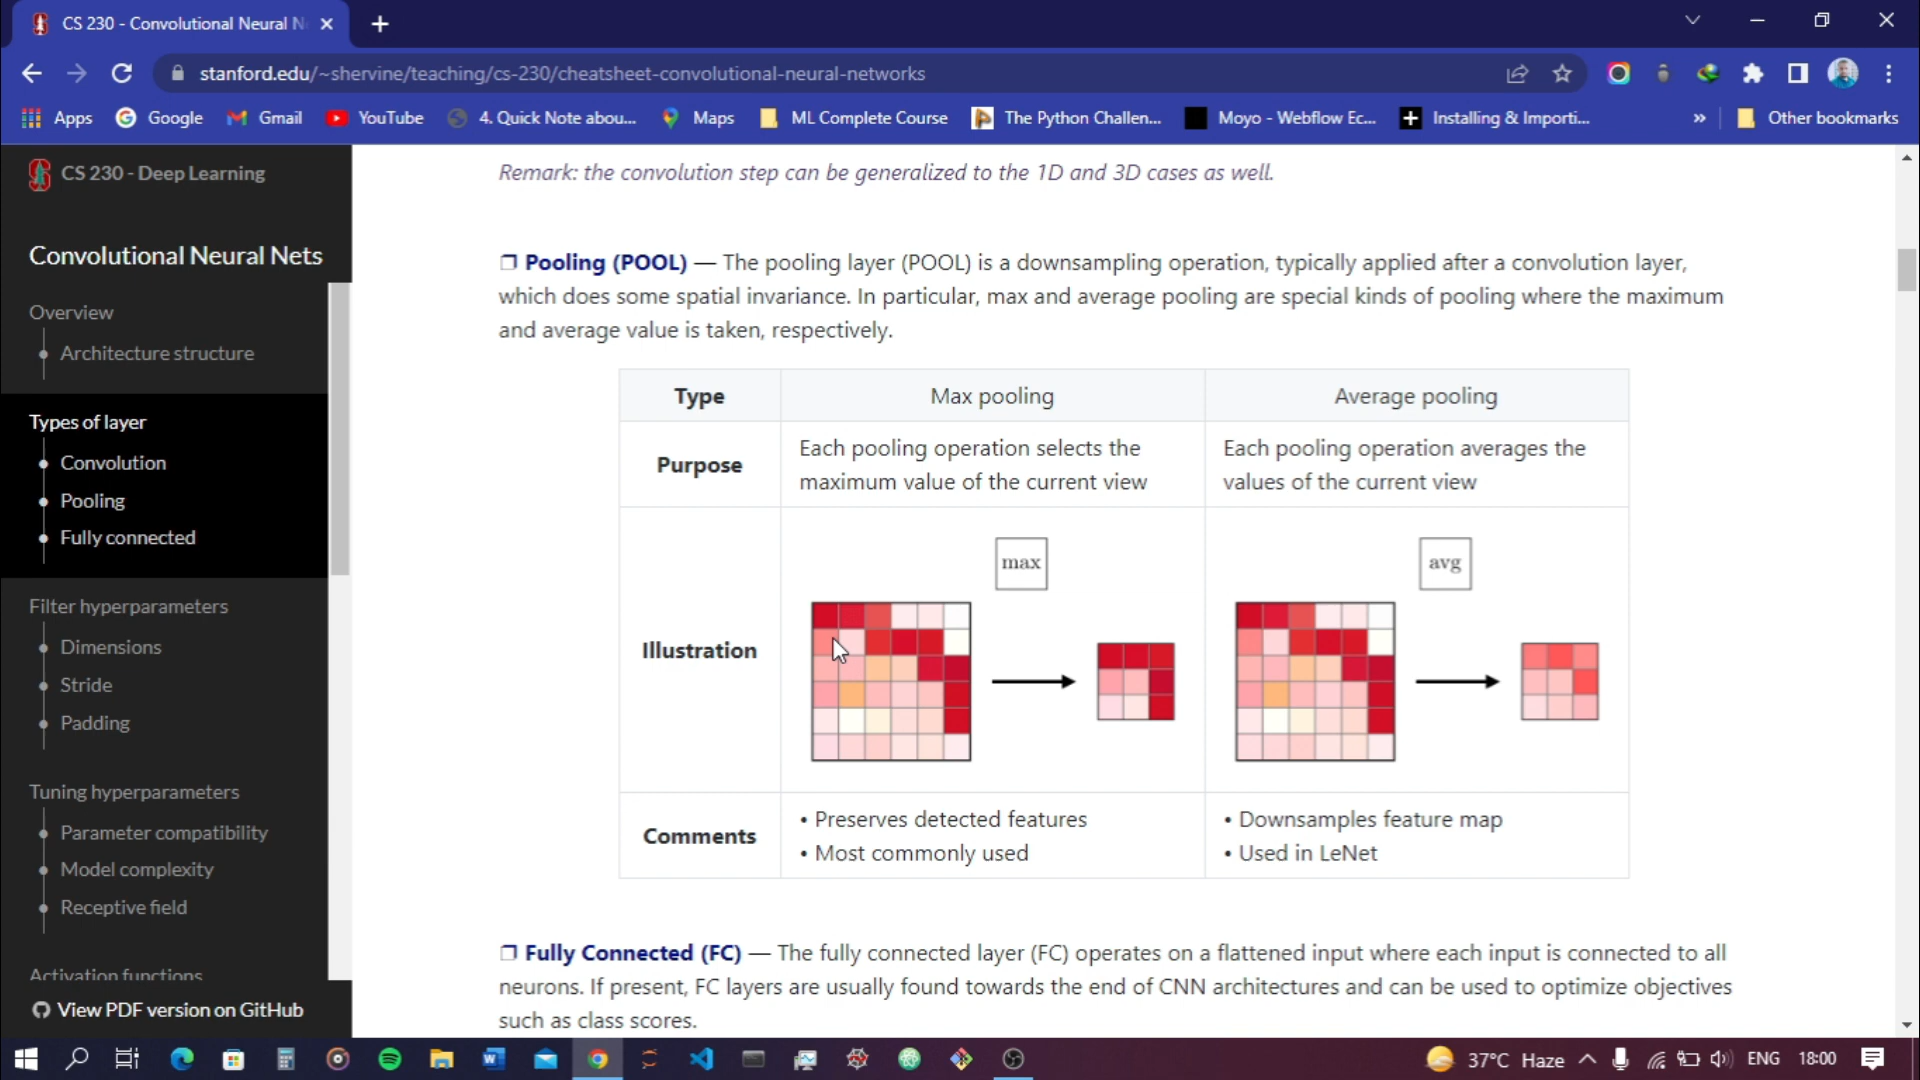 CS 230 - Convolutional Neural N
stanford.edu/~shervine/teaching/cs-230/cheatsheet-convolutional-neural-networks
Apps Google Gmail YouTube 4. Quick Note abou... Maps ML Complete Course The Python Challen... Moyo - Webflow Ec... Installing & Importi... » Other bookmarks
CS 230 - Deep Learning
Convolutional Neural Nets
Overview
Architecture structure
Types of layer
Convolution
Pooling
Fully connected
Filter hyperparameters
Dimensions
Stride
Padding
Tuning hyperparameters
Parameter compatibility
Model complexity
Receptive field
Activation functions
View PDF version on GitHub
Remark: the convolution step can be generalized to the 1D and 3D cases as well.
❒ Pooling (POOL) — The pooling layer (POOL) is a downsampling operation, typically applied after a convolution layer,
which does some spatial invariance. In particular, max and average pooling are special kinds of pooling where the maximum
and average value is taken, respectively.
Type Max pooling Average pooling
Purpose
Each pooling operation selects the
maximum value of the current view
Each pooling operation averages the
values of the current view
Illustration
max
avg
Comments
• Preserves detected features
• Most commonly used
• Downsamples feature map
• Used in LeNet
❒ Fully Connected (FC) — The fully connected layer (FC) operates on a flattened input where each input is connected to all
neurons. If present, FC layers are usually found towards the end of CNN architectures and can be used to optimize objectives
such as class scores.
37°C Haze ENG 18:00